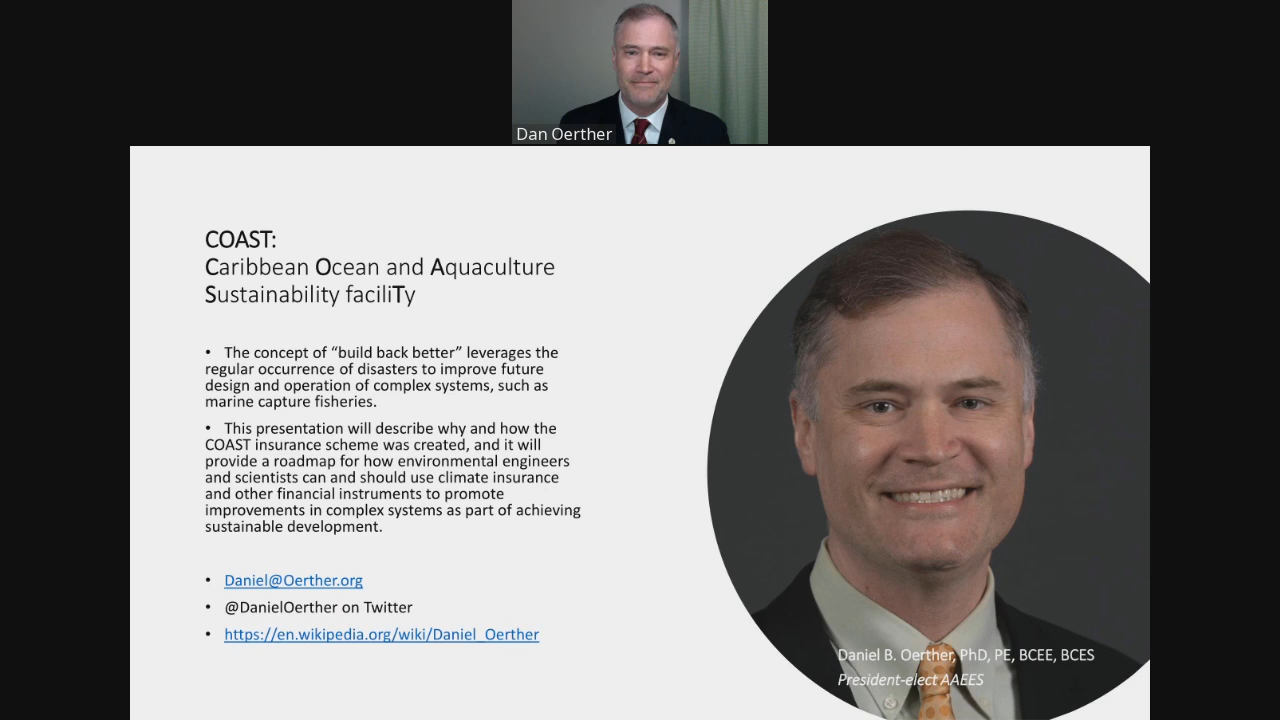 Dan Oerther
COAST:
Caribbean Ocean and Aquaculture
Sustainability faciliTy
• The concept of “build back better” leverages the
regular occurrence of disasters to improve future
design and operation of complex systems, such as
marine capture fisheries.
• This presentation will describe why and how the
COAST insurance scheme was created, and it will
provide a roadmap for how environmental engineers
and scientists can and should use climate insurance
and other financial instruments to promote
improvements in complex systems as part of achieving
sustainable development.
• Daniel@Oerther.org
• @DanielOerther on Twitter
• https://en.wikipedia.org/wiki/Daniel_Oerther
Daniel B. Oerther, PhD, PE, BCEE, BCES
President-elect AAEES